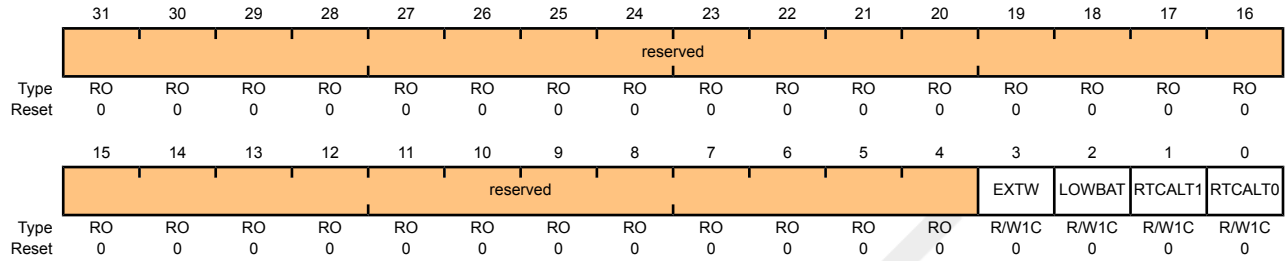 31 30 29 28 27 26 25 24 23 22 21 20 19 18 17 16
reserved
Type RO RO RO RO RO RO RO RO RO RO RO RO RO RO RO RO
Reset 0 0 0 0 0 0 0 0 0 0 0 0 0 0 0 0
15 14 13 12 11 10 9 8 7 6 5 4 3 2 1 0
reserved EXTW LOWBAT RTCALT1 RTCALT0
Type RO RO RO RO RO RO RO RO RO RO RO RO R/W1C R/W1C R/W1C R/W1C
Reset 0 0 0 0 0 0 0 0 0 0 0 0 0 0 0 0